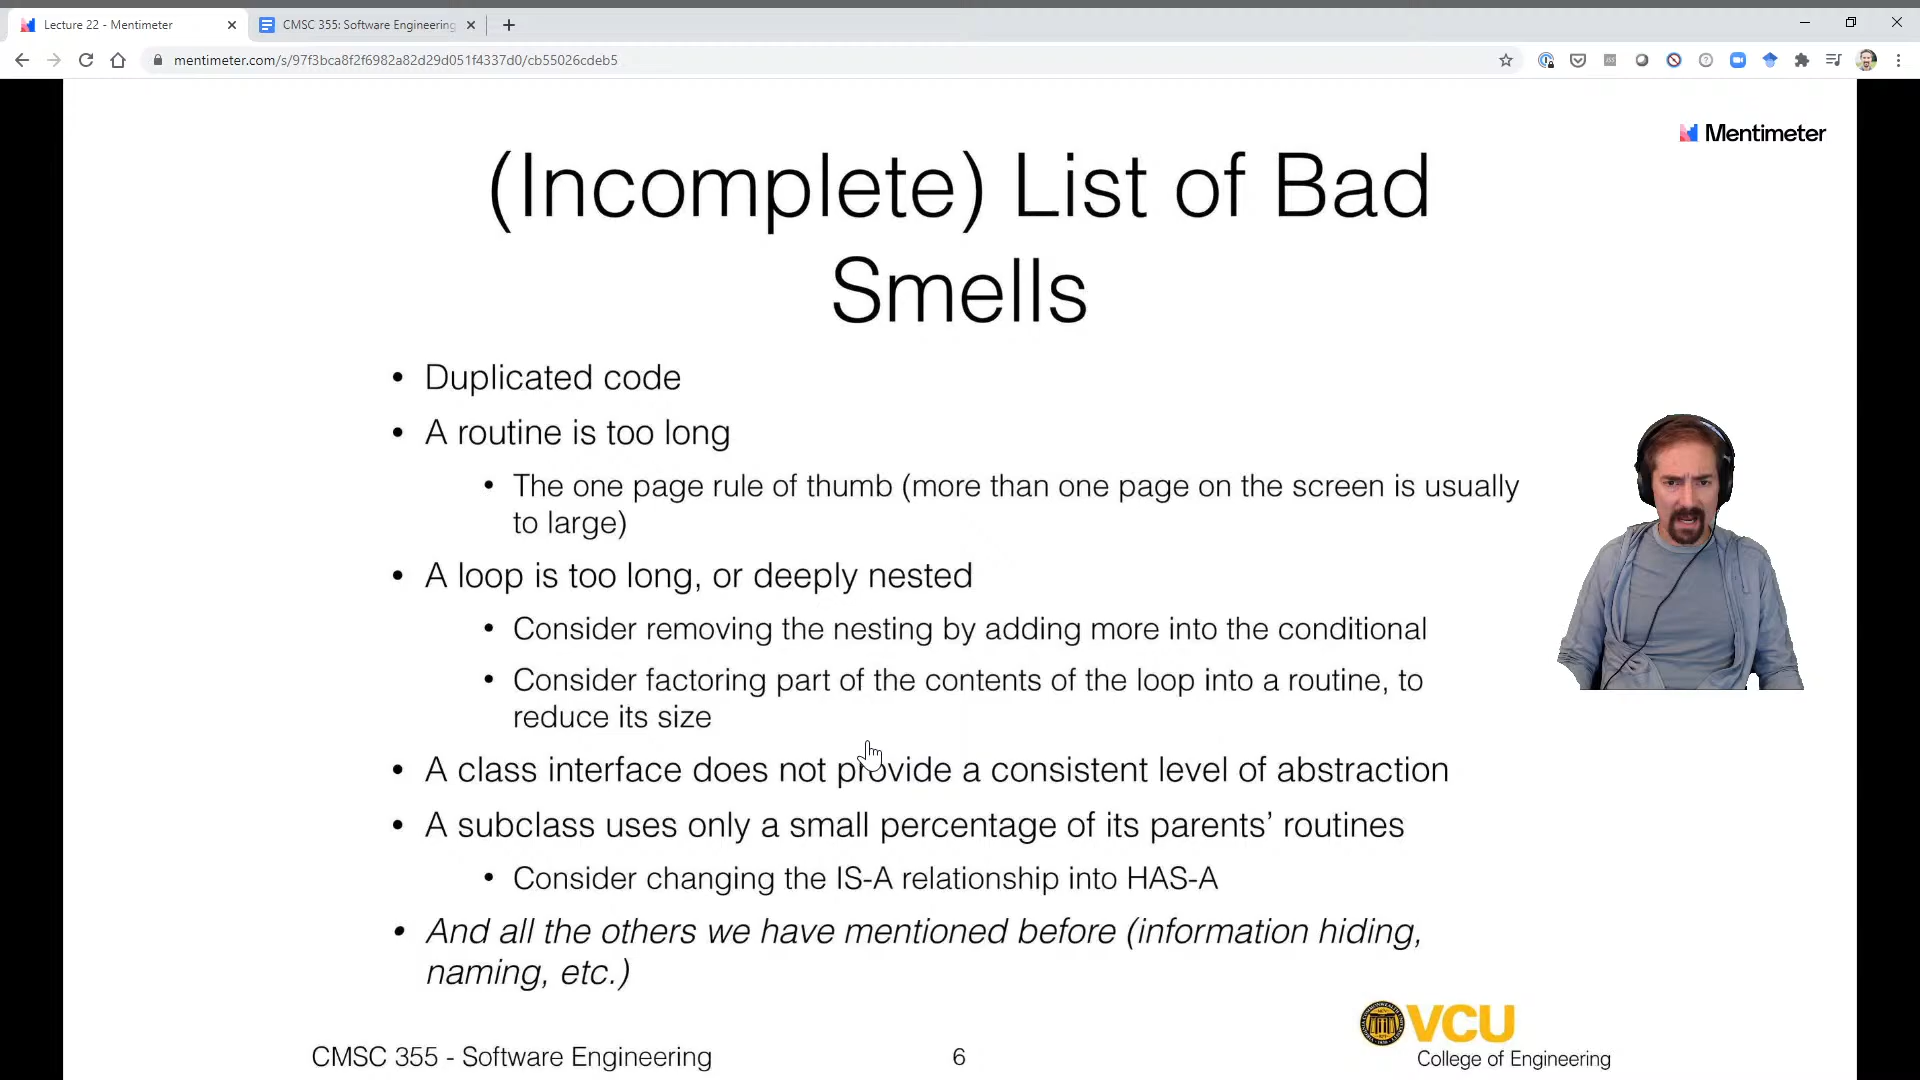 Lecture 22 - Mentimeter
CMSC 355: Software Engineering
mentimeter.com/s/97f3bca8f2f6982a82d29d051f4337d0/cb55026cdeb5
Mentimeter
(Incomplete) List of Bad
Smells
• Duplicated code
• A routine is too long
• The one page rule of thumb (more than one page on the screen is usually
to large)
• A loop is too long, or deeply nested
• Consider removing the nesting by adding more into the conditional
• Consider factoring part of the contents of the loop into a routine, to
reduce its size
• A class interface does not provide a consistent level of abstraction
• A subclass uses only a small percentage of its parents’ routines
• Consider changing the IS-A relationship into HAS-A
• And all the others we have mentioned before (information hiding,
naming, etc.)
VCU
College of Engineering
CMSC 355 - Software Engineering
6